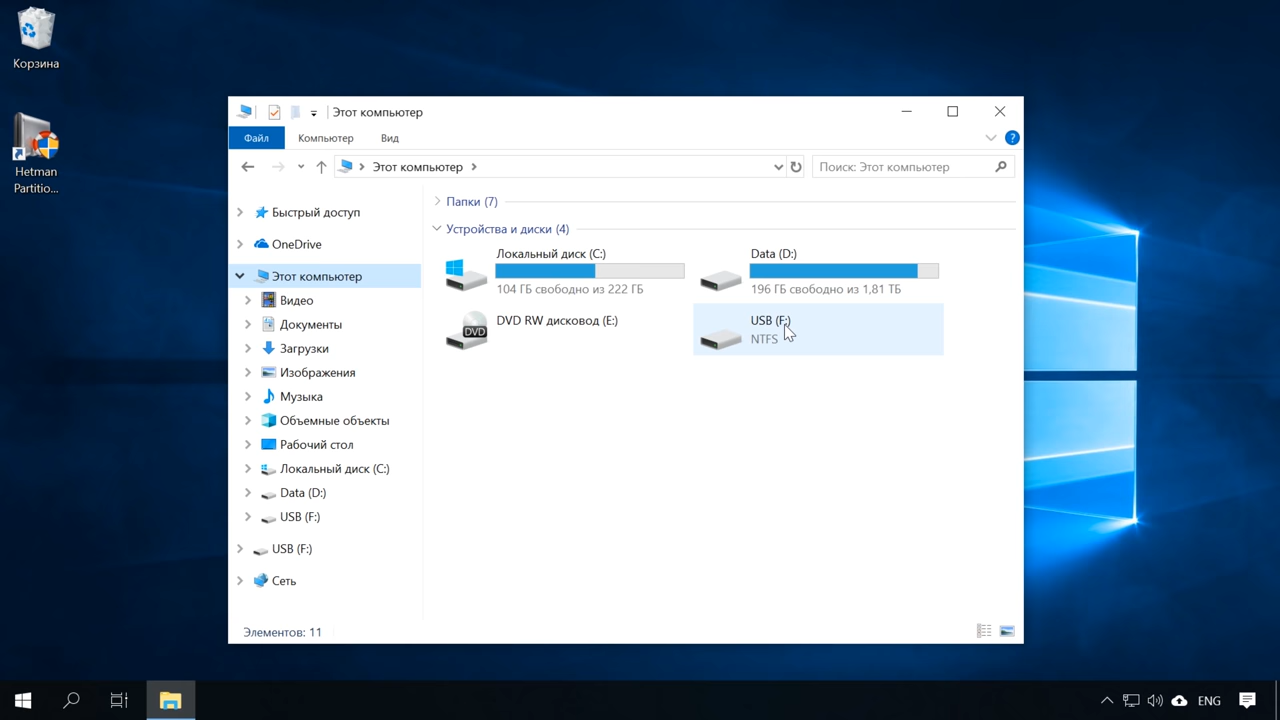 Корзина
Hetman
Partitio...
Этот компьютер
Файл
Компьютер
Вид
?
Этот компьютер
Поиск: Этот компьютер
Быстрый доступ
OneDrive
Этот компьютер
Видео
Документы
Загрузки
Изображения
Музыка
Объемные объекты
Рабочий стол
Локальный диск (C:)
Data (D:)
USB (F:)
USB (F:)
Сеть
Папки (7)
Устройства и диски (4)
Локальный диск (C:)
104 ГБ свободно из 222 ГБ
Data (D:)
196 ГБ свободно из 1,81 ТБ
DVD
DVD RW дисковод (E:)
USB (F:)
NTFS
Элементов: 11
ENG